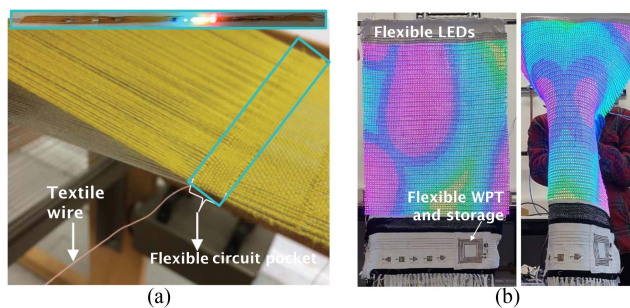 Textile
wire
Flexible circuit pocket
(a)
Flexible LEDs
Flexible WPT
and storage
(b)